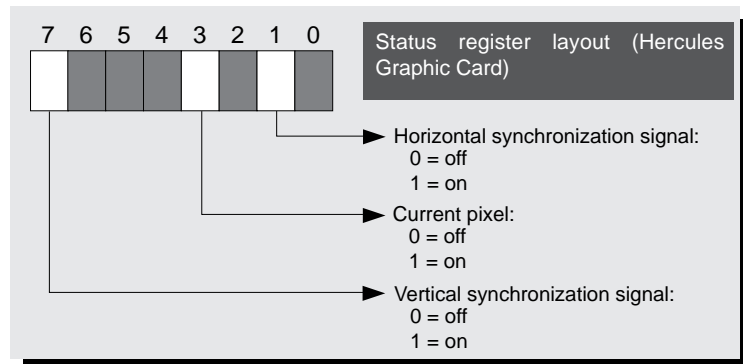 7 6 5 4 3 2 1 0
Status register layout (Hercules
Graphic Card)
Horizontal synchronization signal:
0 = off
1 = on
Current pixel:
0 = off
1 = on
Vertical synchronization signal:
0 = off
1 = on